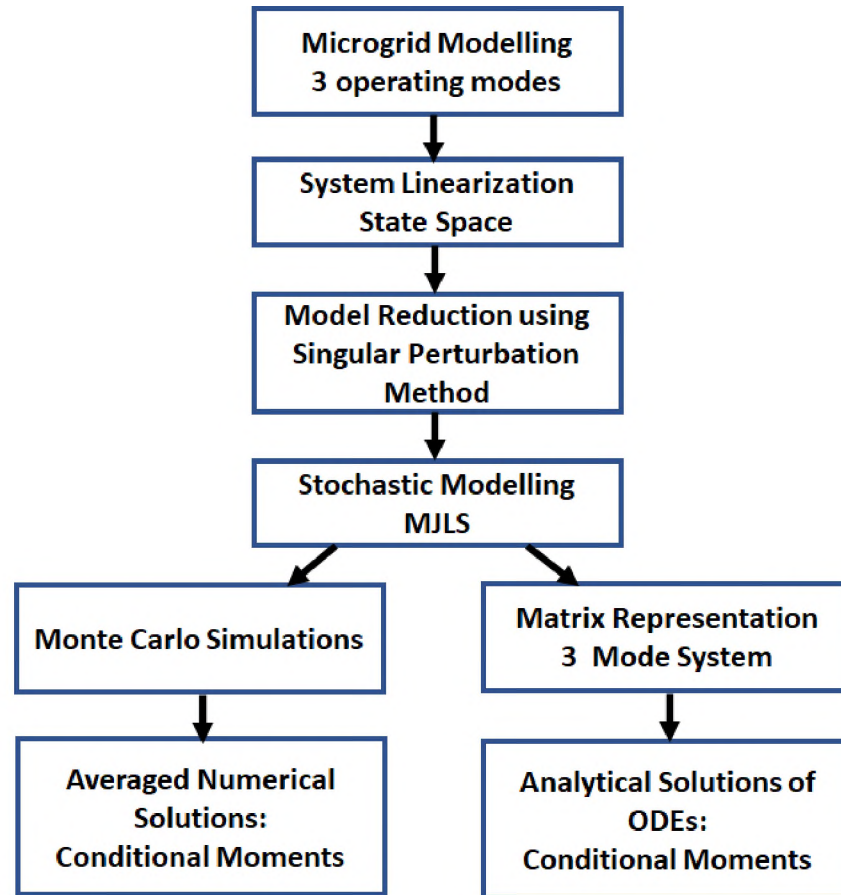 Microgrid Modelling
3 operating modes
System Linearization
State Space
Model Reduction using
Singular Perturbation
Method
Stochastic Modelling
MJLS
Monte Carlo Simulations
Matrix Representation
3 Mode System
Averaged Numerical
Solutions:
Conditional Moments
Analytical Solutions of
ODEs:
Conditional Moments